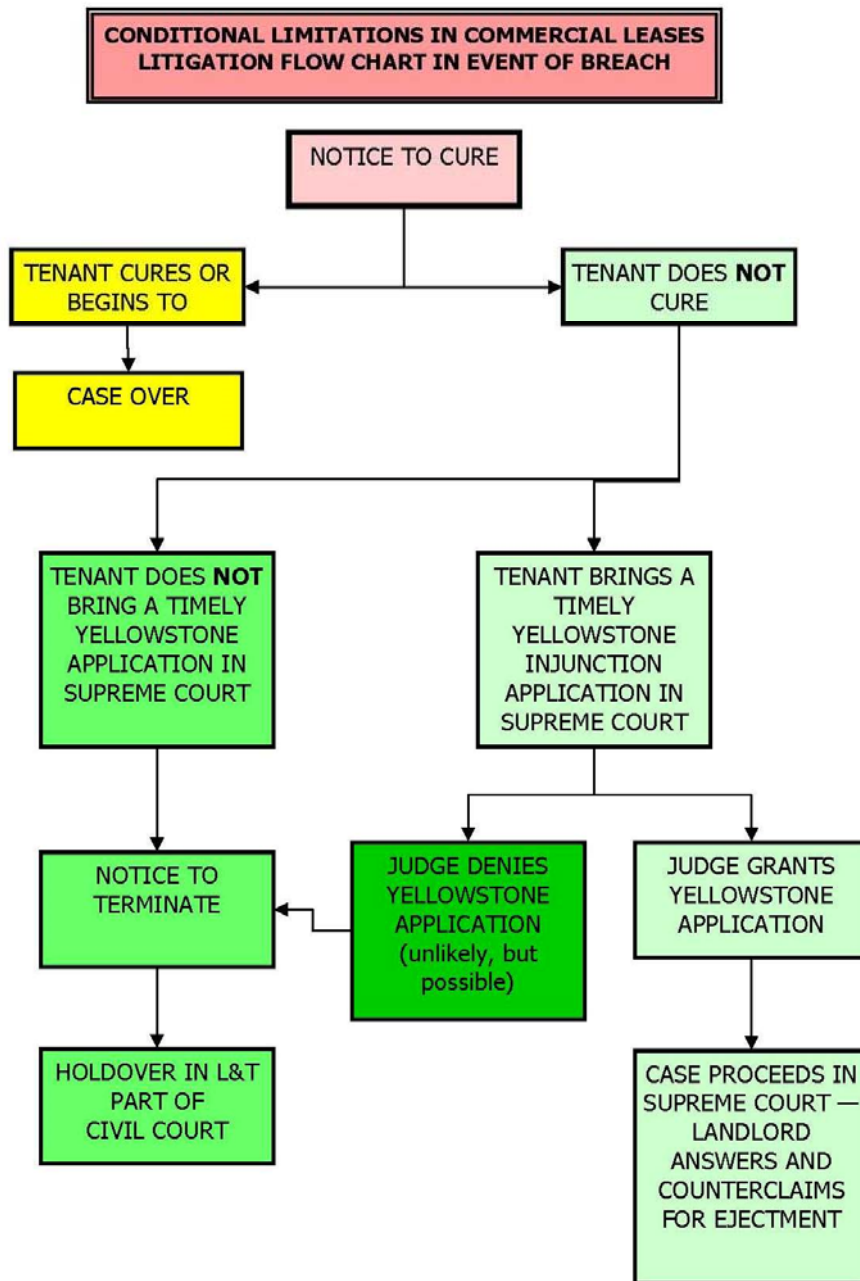 CONDITIONAL LIMITATIONS IN COMMERCIAL LEASES
LITIGATION FLOW CHART IN EVENT OF BREACH
NOTICE TO CURE
TENANT CURES OR
BEGINS TO
TENANT DOES NOT
CURE
CASE OVER
TENANT DOES NOT
BRING A TIMELY
YELLOWSTONE
APPLICATION IN
SUPREME COURT
TENANT BRINGS A
TIMELY
YELLOWSTONE
INJUNCTION
APPLICATION IN
SUPREME COURT
NOTICE TO
TERMINATE
JUDGE DENIES
YELLOWSTONE
APPLICATION
(unlikely, but
possible)
JUDGE GRANTS
YELLOWSTONE
APPLICATION
HOLDOVER IN L&T
PART OF
CIVIL COURT
CASE PROCEEDS IN
SUPREME COURT —
LANDLORD
ANSWERS AND
COUNTERCLAIMS
FOR EJECTMENT